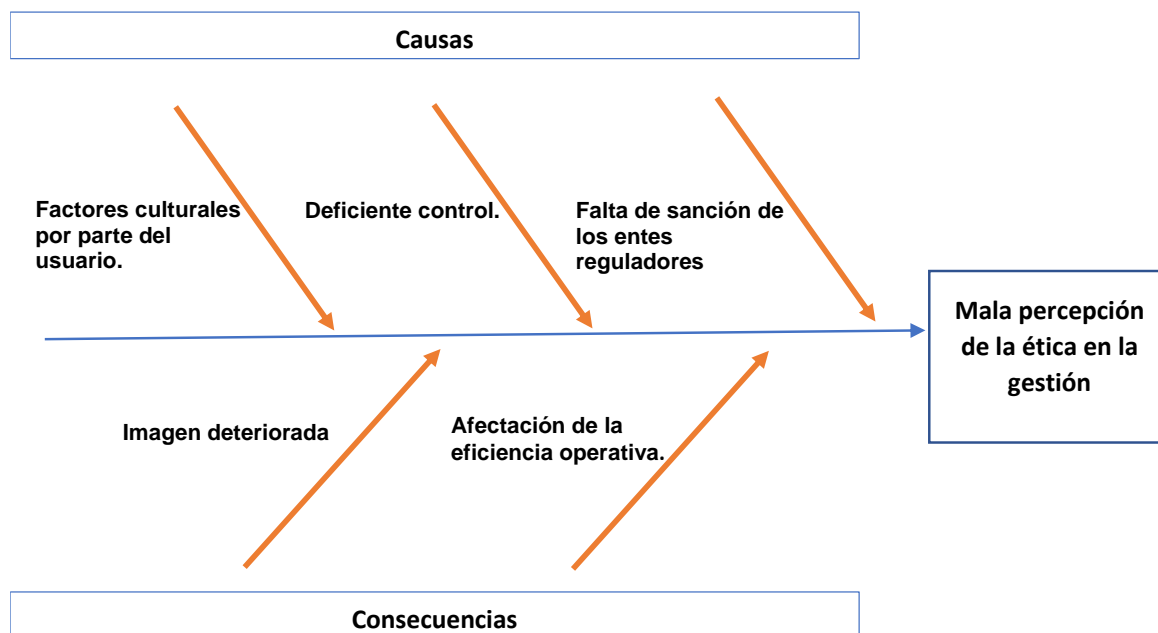 Causas
Factores culturales
por parte del
usuario.
Deficiente control.
Falta de sanción de
los entes
reguladores
Mala percepción
de la ética en la
gestión
Imagen deteriorada
Afectación de la
eficiencia operativa.
Consecuencias